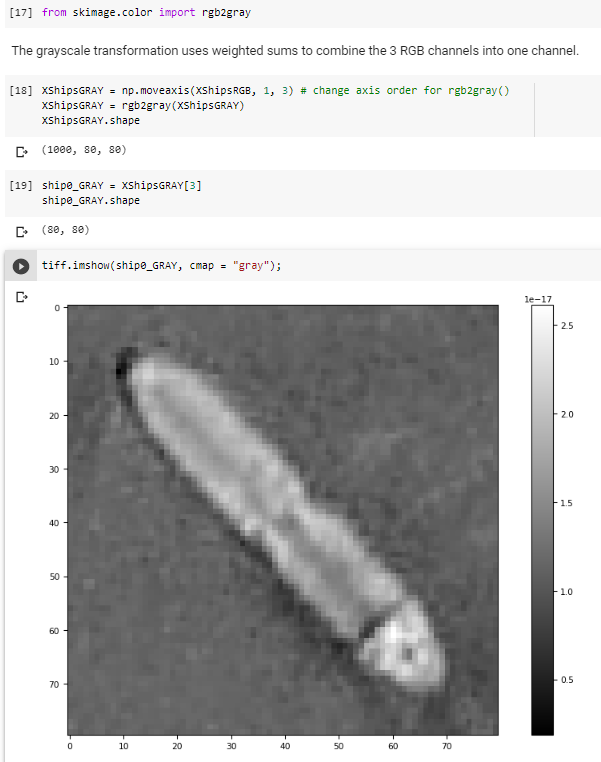 [17] from skimage.color import rgb2gray
The grayscale transformation uses weighted sums to combine the 3 RGB channels into one channel.
[18] XShipsGRAY = np.moveaxis(XShipsRGB, 1, 3) # change axis order for rgb2gray()
XShipsGRAY = rgb2gray(XShipsGRAY)
XShipsGRAY.shape
(1000, 80, 80)
[19] ship0_GRAY = XShipsGRAY[3]
ship0_GRAY.shape
(80, 80)
tiff.imshow(ship0_GRAY, cmap = "gray");
1e-17
0
10
20
30
40
50
60
70
0 10 20 30 40 50 60 70
2.5
2.0
1.5
1.0
0.5